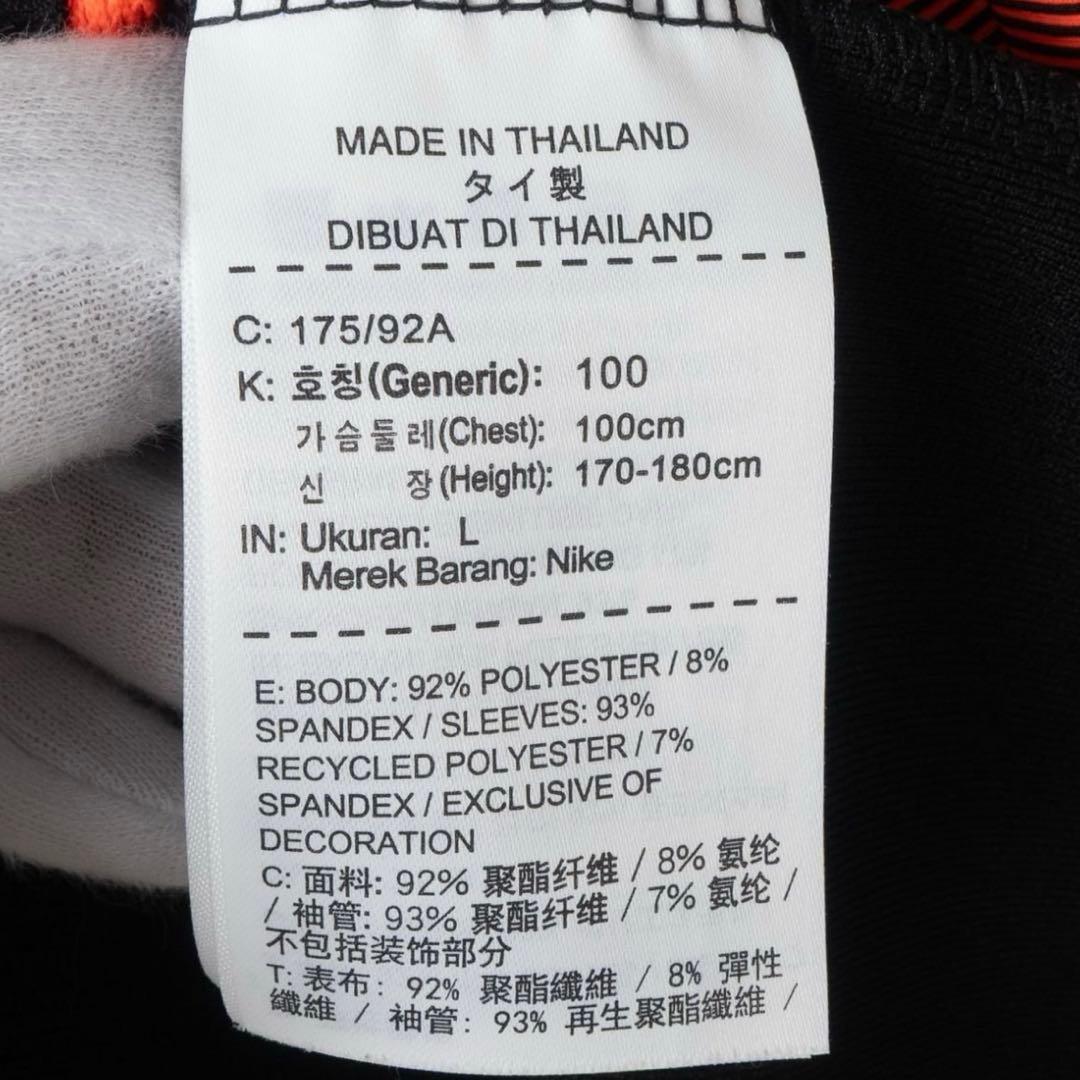 MADE IN THAILAND
タイ製
DIBUAT DI THAILAND
C: 175/92A
K: 호칭(Generic): 100
가슴둘레(Chest): 100cm
신 장(Height): 170-180cm
IN: Ukuran: L
Merek Barang: Nike
E: BODY: 92% POLYESTER / 8%
SPANDEX / SLEEVES: 93%
RECYCLED POLYESTER / 7%
SPANDEX / EXCLUSIVE OF
DECORATION
C: 面料: 92% 聚酯纤维 / 8% 氨纶
/ 袖管: 93% 聚酯纤维 / 7% 氨纶 /
不包括装饰部分
T: 表布: 92% 聚酯纖維 / 8% 彈性
纖維 / 袖管: 93% 再生聚酯纖維 /